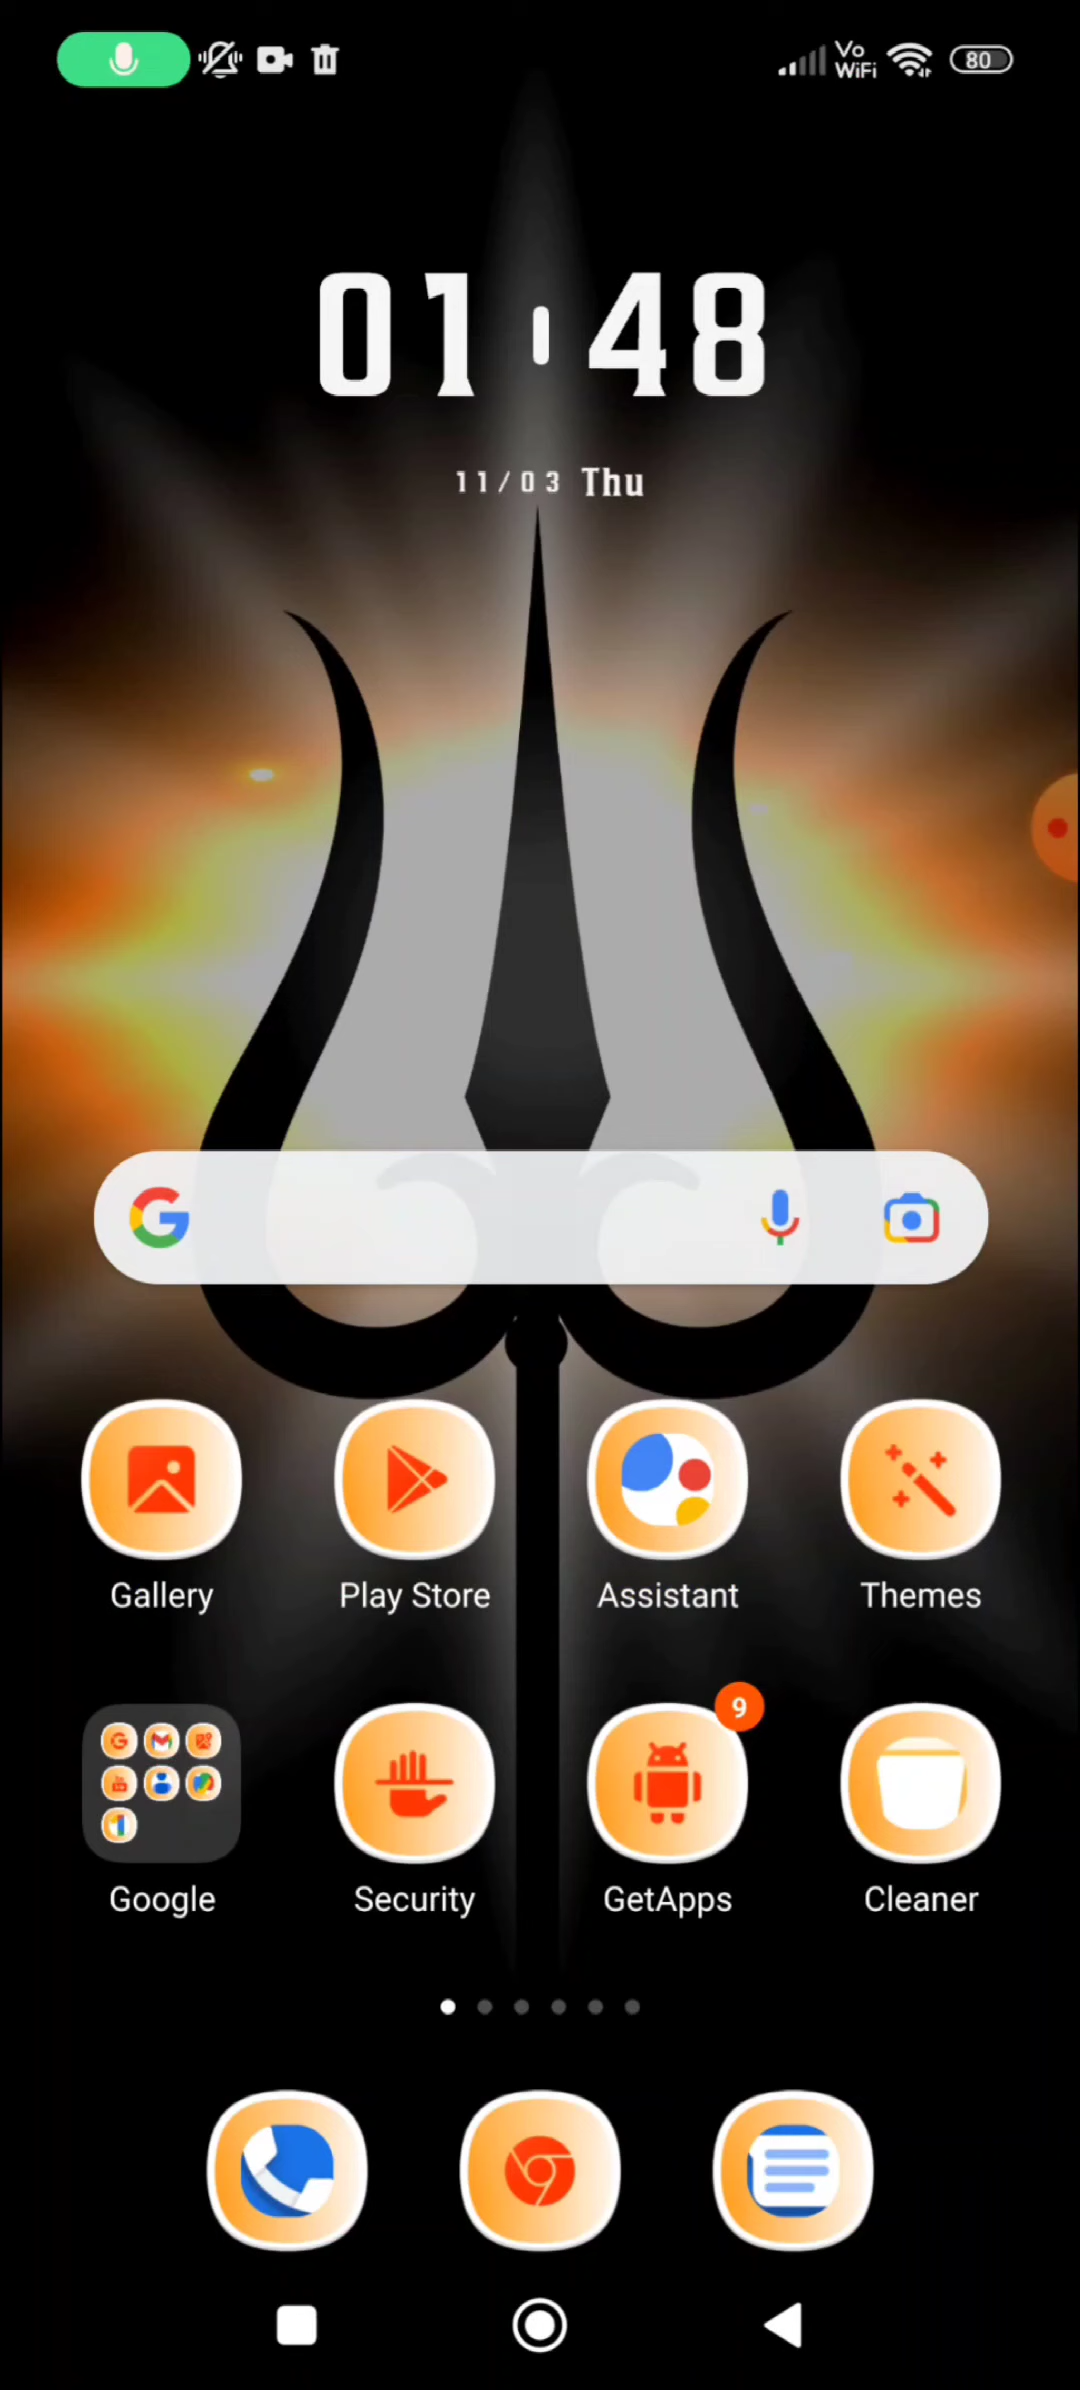 Vo
WiFi
80
01:48
11/03 Thu
Gallery
Play Store
Assistant
Themes
9
Google
Security
GetApps
Cleaner